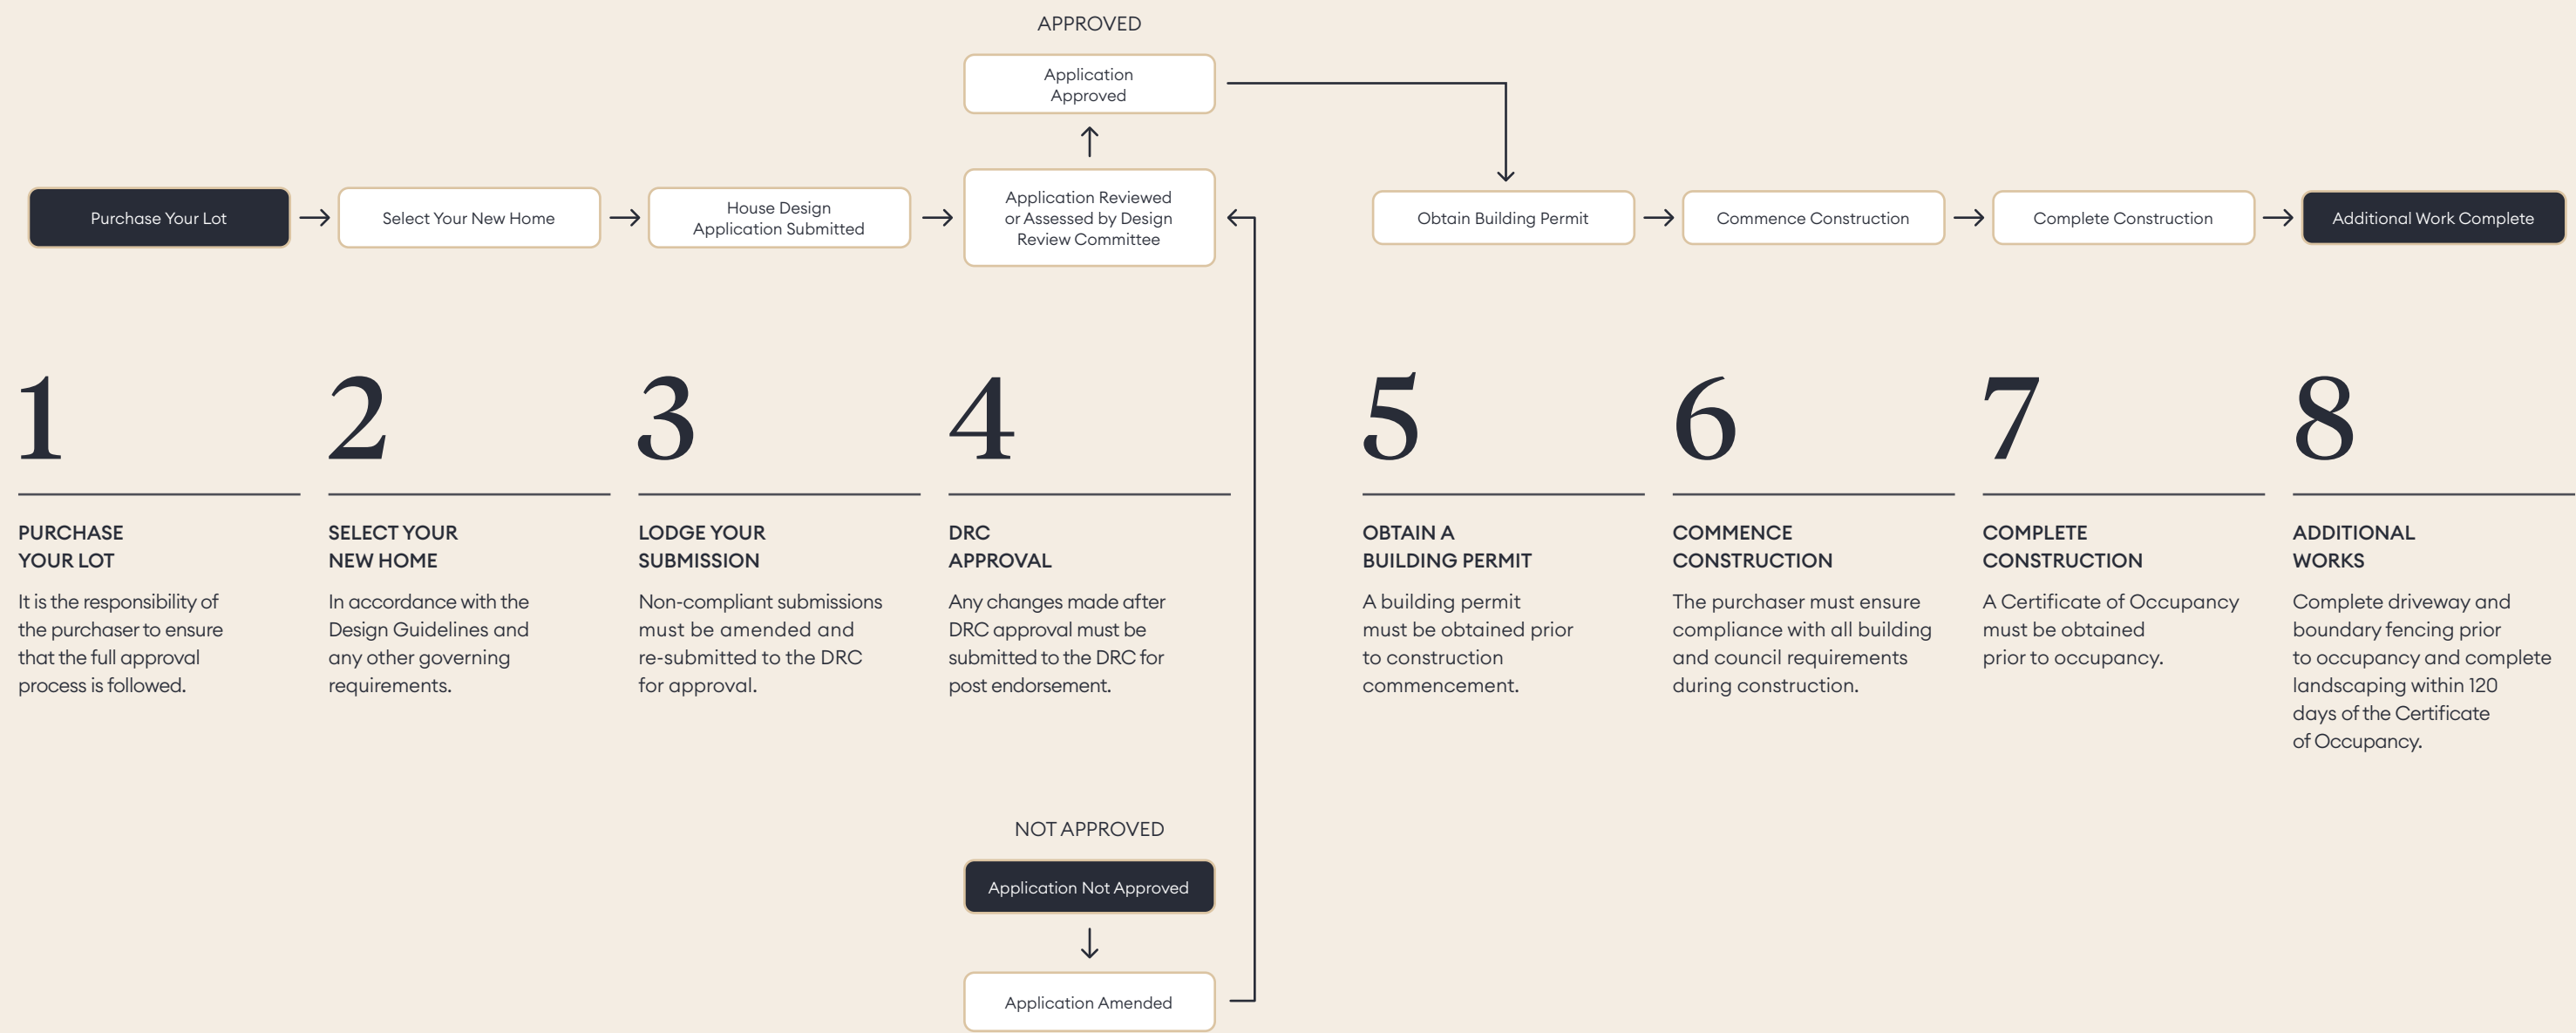 APPROVED
Application
Approved
Purchase Your Lot
Select Your New Home
House Design
Application Submitted
Application Reviewed
or Assessed by Design
Review Committee
Obtain Building Permit
Commence Construction
Complete Construction
Additional Work Complete
1
PURCHASE
YOUR LOT
It is the responsibility of
the purchaser to ensure
that the full approval
process is followed.
2
SELECT YOUR
NEW HOME
In accordance with the
Design Guidelines and
any other governing
requirements.
3
LODGE YOUR
SUBMISSION
Non-compliant submissions
must be amended and
re-submitted to the DRC
for approval.
4
DRC
APPROVAL
Any changes made after
DRC approval must be
submitted to the DRC for
post endorsement.
5
OBTAIN A
BUILDING PERMIT
A building permit
must be obtained prior
to construction
commencement.
6
COMMENCE
CONSTRUCTION
The purchaser must ensure
compliance with all building
and council requirements
during construction.
7
COMPLETE
CONSTRUCTION
A Certificate of Occupancy
must be obtained
prior to occupancy.
8
ADDITIONAL
WORKS
Complete driveway and
boundary fencing prior
to occupancy and complete
landscaping within 120
days of the Certificate
of Occupancy.
NOT APPROVED
Application Not Approved
Application Amended